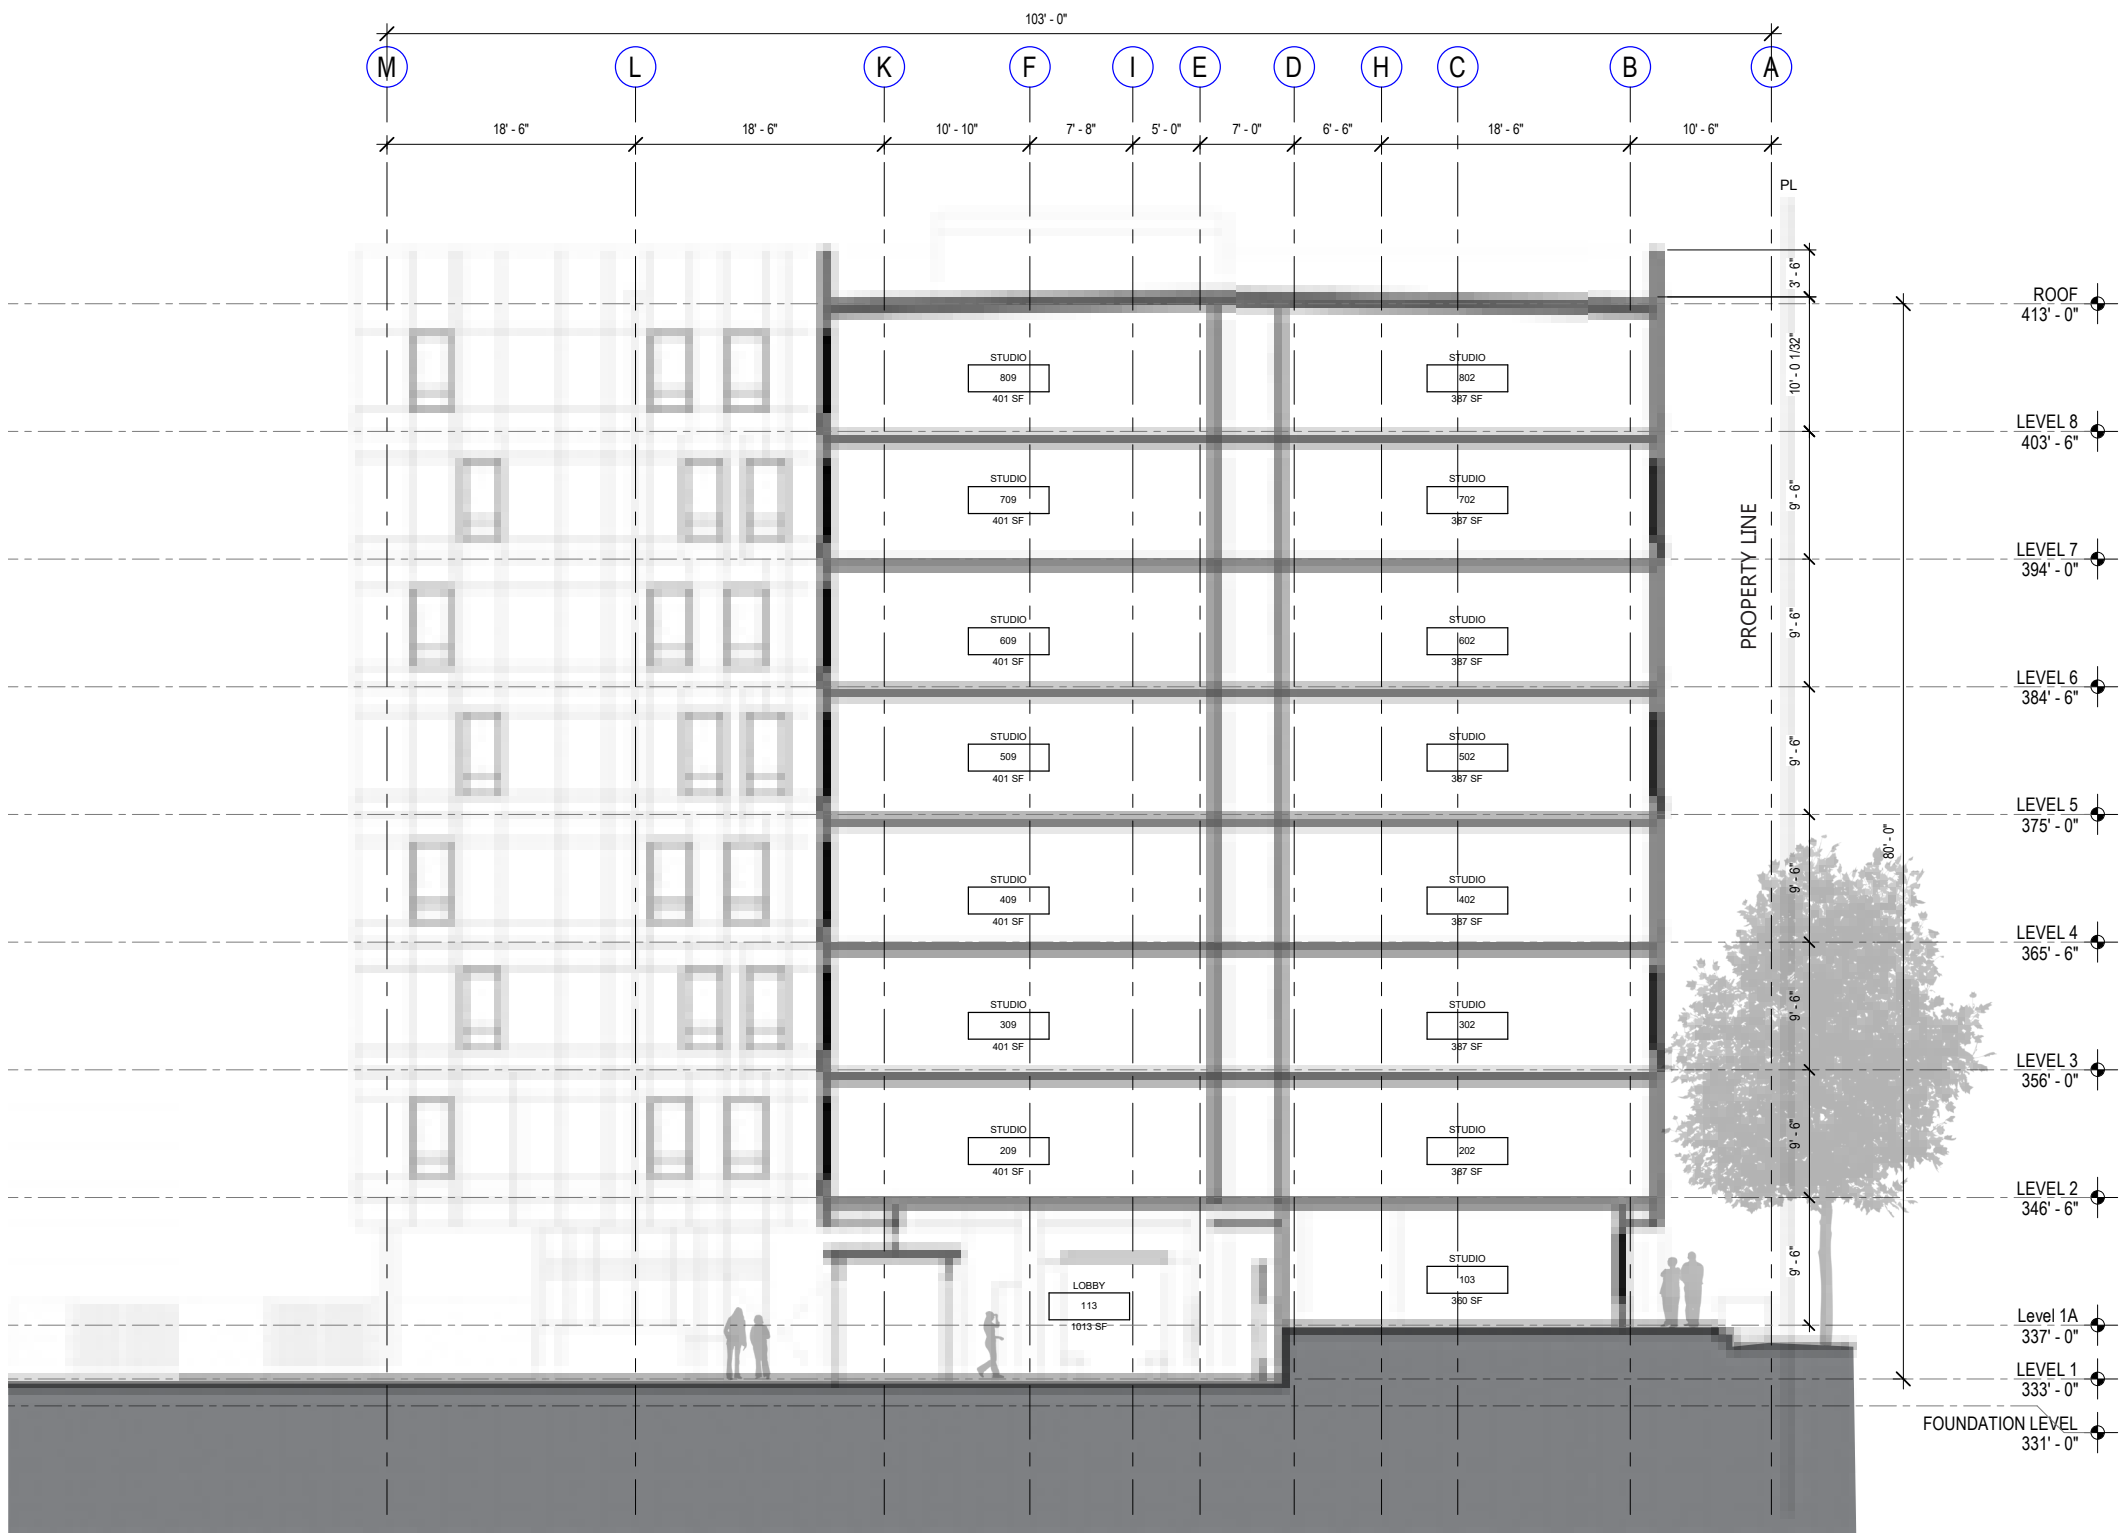 103' - 0"
M L K F I E D H C B A
18' - 6" 18' - 6" 10' - 10" 7' - 8" 5' - 0" 7' - 0" 6' - 6" 18' - 6" 10' - 6"
PL
3' - 6"
ROOF
413' - 0"
10' - 0 1/32"
STUDIO
809
401 SF
STUDIO
802
387 SF
LEVEL 8
403' - 6"
9' - 6"
STUDIO
709
401 SF
STUDIO
702
387 SF
PROPERTY LINE
LEVEL 7
394' - 0"
9' - 6"
STUDIO
609
401 SF
STUDIO
602
387 SF
LEVEL 6
384' - 6"
9' - 6"
STUDIO
509
401 SF
STUDIO
502
387 SF
LEVEL 5
375' - 0"
80' - 0"
9' - 6"
STUDIO
409
401 SF
STUDIO
402
387 SF
LEVEL 4
365' - 6"
9' - 6"
STUDIO
309
401 SF
STUDIO
302
387 SF
LEVEL 3
356' - 0"
9' - 6"
STUDIO
209
401 SF
STUDIO
202
387 SF
LEVEL 2
346' - 6"
9' - 6"
STUDIO
103
360 SF
LOBBY
113
1013 SF
Level 1A
337' - 0"
LEVEL 1
333' - 0"
FOUNDATION LEVEL
331' - 0"